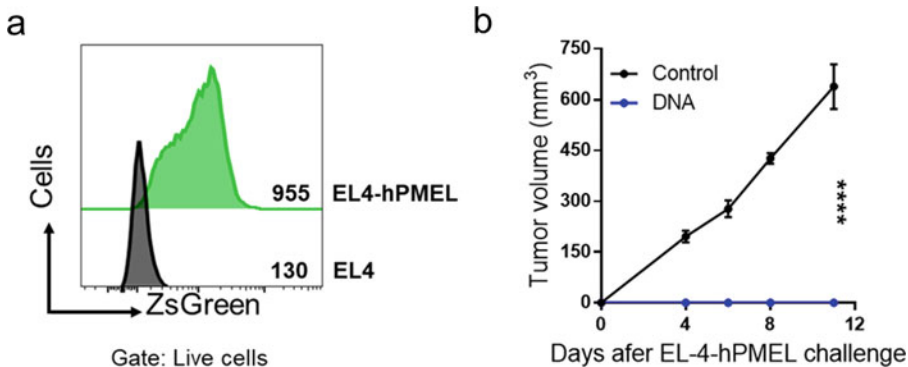 a
Cells
955 EL4-hPMEL
130 EL4
ZsGreen
Gate: Live cells
b
Tumor volume (mm³)
750
600
450
300
150
0
Control
DNA
****
0 4 8 12
Days afer EL-4-hPMEL challenge